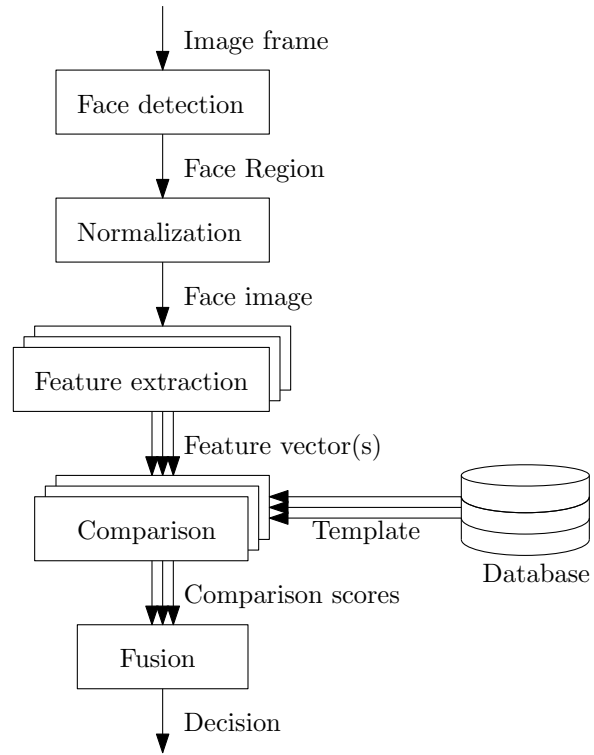 Image frame
Face detection
Face Region
Normalization
Face image
Feature extraction
Feature vector(s)
Comparison
Template
Database
Comparison scores
Fusion
Decision